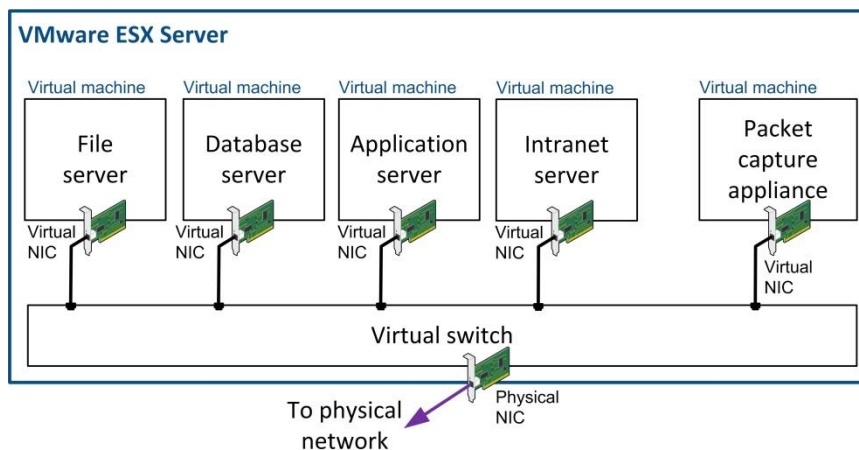 VMware ESX Server
Virtual machine
Virtual machine
Virtual machine
Virtual machine
Virtual machine
File
server
Database
server
Application
server
Intranet
server
Packet
capture
appliance
Virtual
NIC
Virtual
NIC
Virtual
NIC
Virtual
NIC
Virtual
NIC
Virtual switch
Physical
NIC
To physical
network